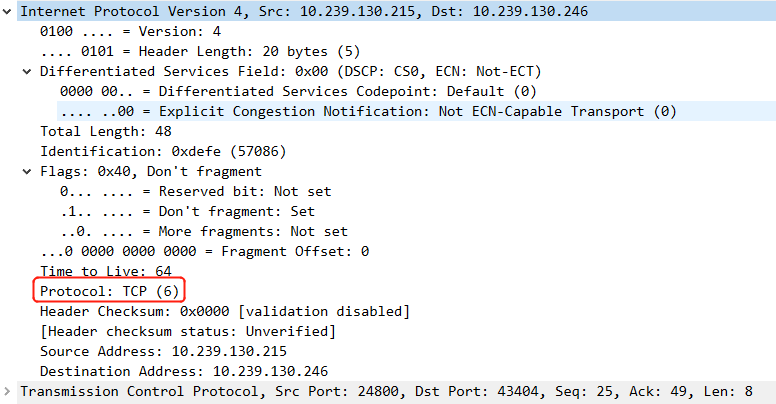 Internet Protocol Version 4, Src: 10.239.130.215, Dst: 10.239.130.246
0100 .... = Version: 4
.... 0101 = Header Length: 20 bytes (5)
Differentiated Services Field: 0x00 (DSCP: CS0, ECN: Not-ECT)
0000 00.. = Differentiated Services Codepoint: Default (0)
.... ..00 = Explicit Congestion Notification: Not ECN-Capable Transport (0)
Total Length: 48
Identification: 0xdefe (57086)
Flags: 0x40, Don't fragment
0... .... = Reserved bit: Not set
.1.. .... = Don't fragment: Set
..0. .... = More fragments: Not set
...0 0000 0000 0000 = Fragment Offset: 0
Time to Live: 64
Protocol: TCP (6)
Header Checksum: 0x0000 [validation disabled]
[Header checksum status: Unverified]
Source Address: 10.239.130.215
Destination Address: 10.239.130.246
Transmission Control Protocol, Src Port: 24800, Dst Port: 43404, Seq: 25, Ack: 49, Len: 8